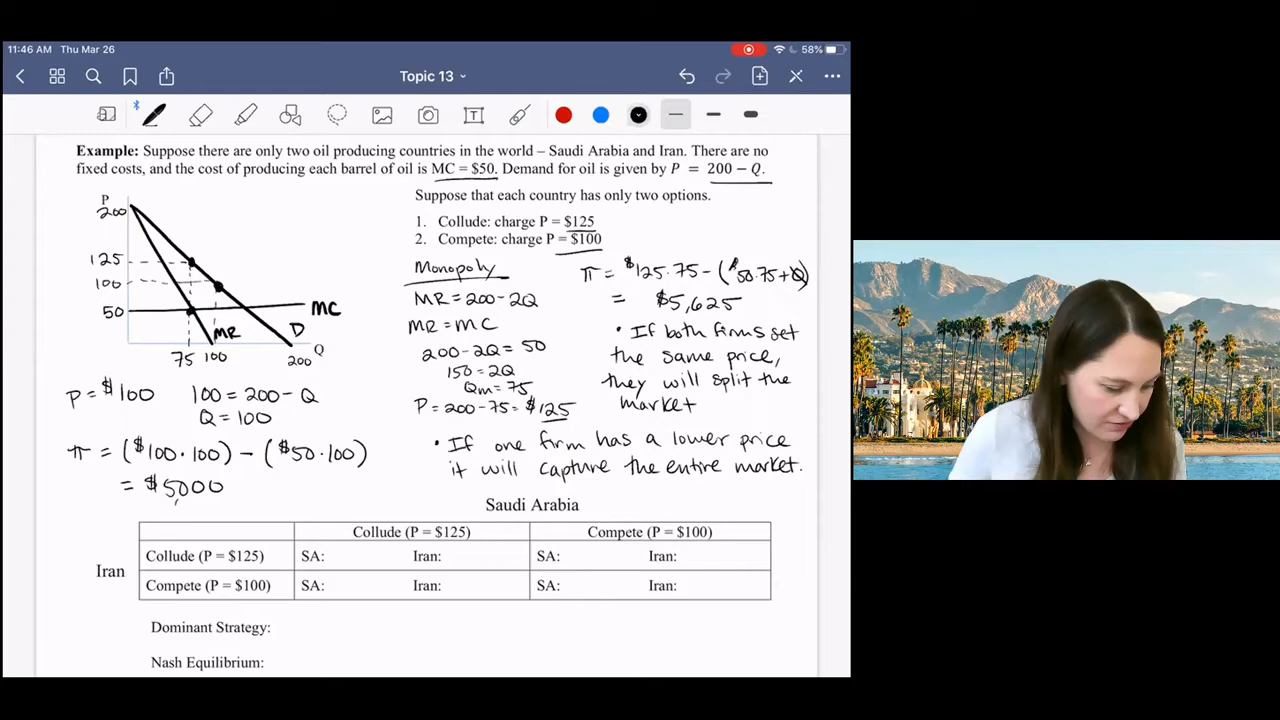 11:46 AM Thu Mar 26
58%
Topic 13
Example: Suppose there are only two oil producing countries in the world – Saudi Arabia and Iran. There are no
fixed costs, and the cost of producing each barrel of oil is MC = $50. Demand for oil is given by P = 200 – Q.
Suppose that each country has only two options.
1. Collude: charge P = $125
2. Compete: charge P = $100
P
200
125
100
50
MC
MR
D
75 100 200 Q
P = $100 100 = 200 - Q
Q = 100
π = ($100·100) - ($50·100)
= $5000
Monopoly
MR = 200-2Q
MR = MC
200-2Q = 50
150 = 2Q
Qm = 75
P = 200-75 = $125
π = $125·75 - ($50·75+0)
= $5,625
• If both firms set
the same price,
they will split the
market
• If one firm has a lower price
it will capture the entire market.
Saudi Arabia
Collude (P = $125) Compete (P = $100)
Collude (P = $125) SA: Iran: SA: Iran:
Iran
Compete (P = $100) SA: Iran: SA: Iran:
Dominant Strategy:
Nash Equilibrium: